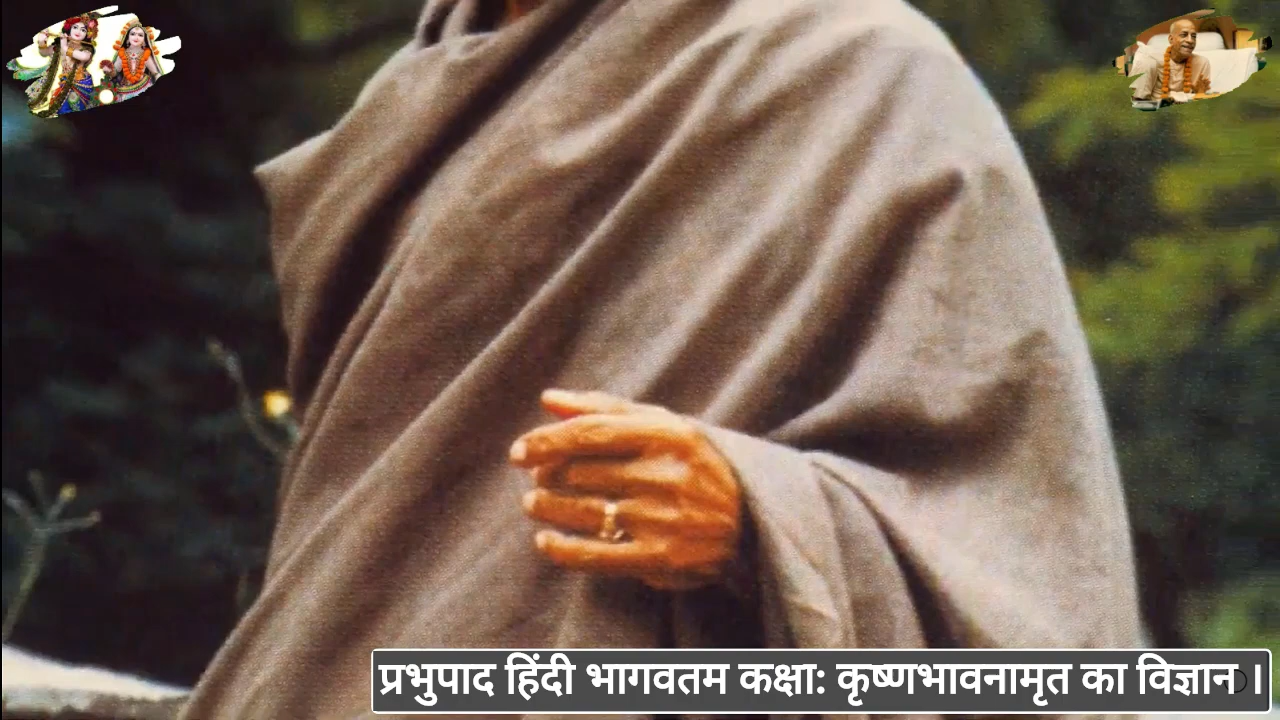 प्रभुपाद हिंदी भागवतम कक्षा: कृष्णभावनामृत का विज्ञान ।